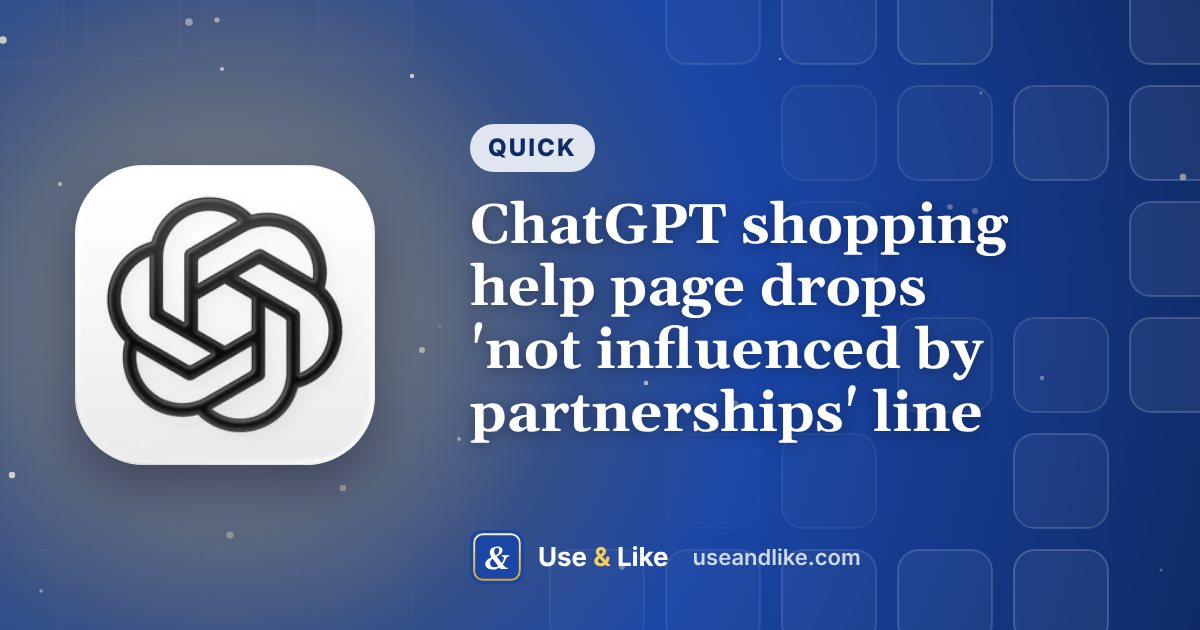 QUICK
ChatGPT shopping
help page drops
'not influenced by
partnerships' line
& Use & Like useandlike.com